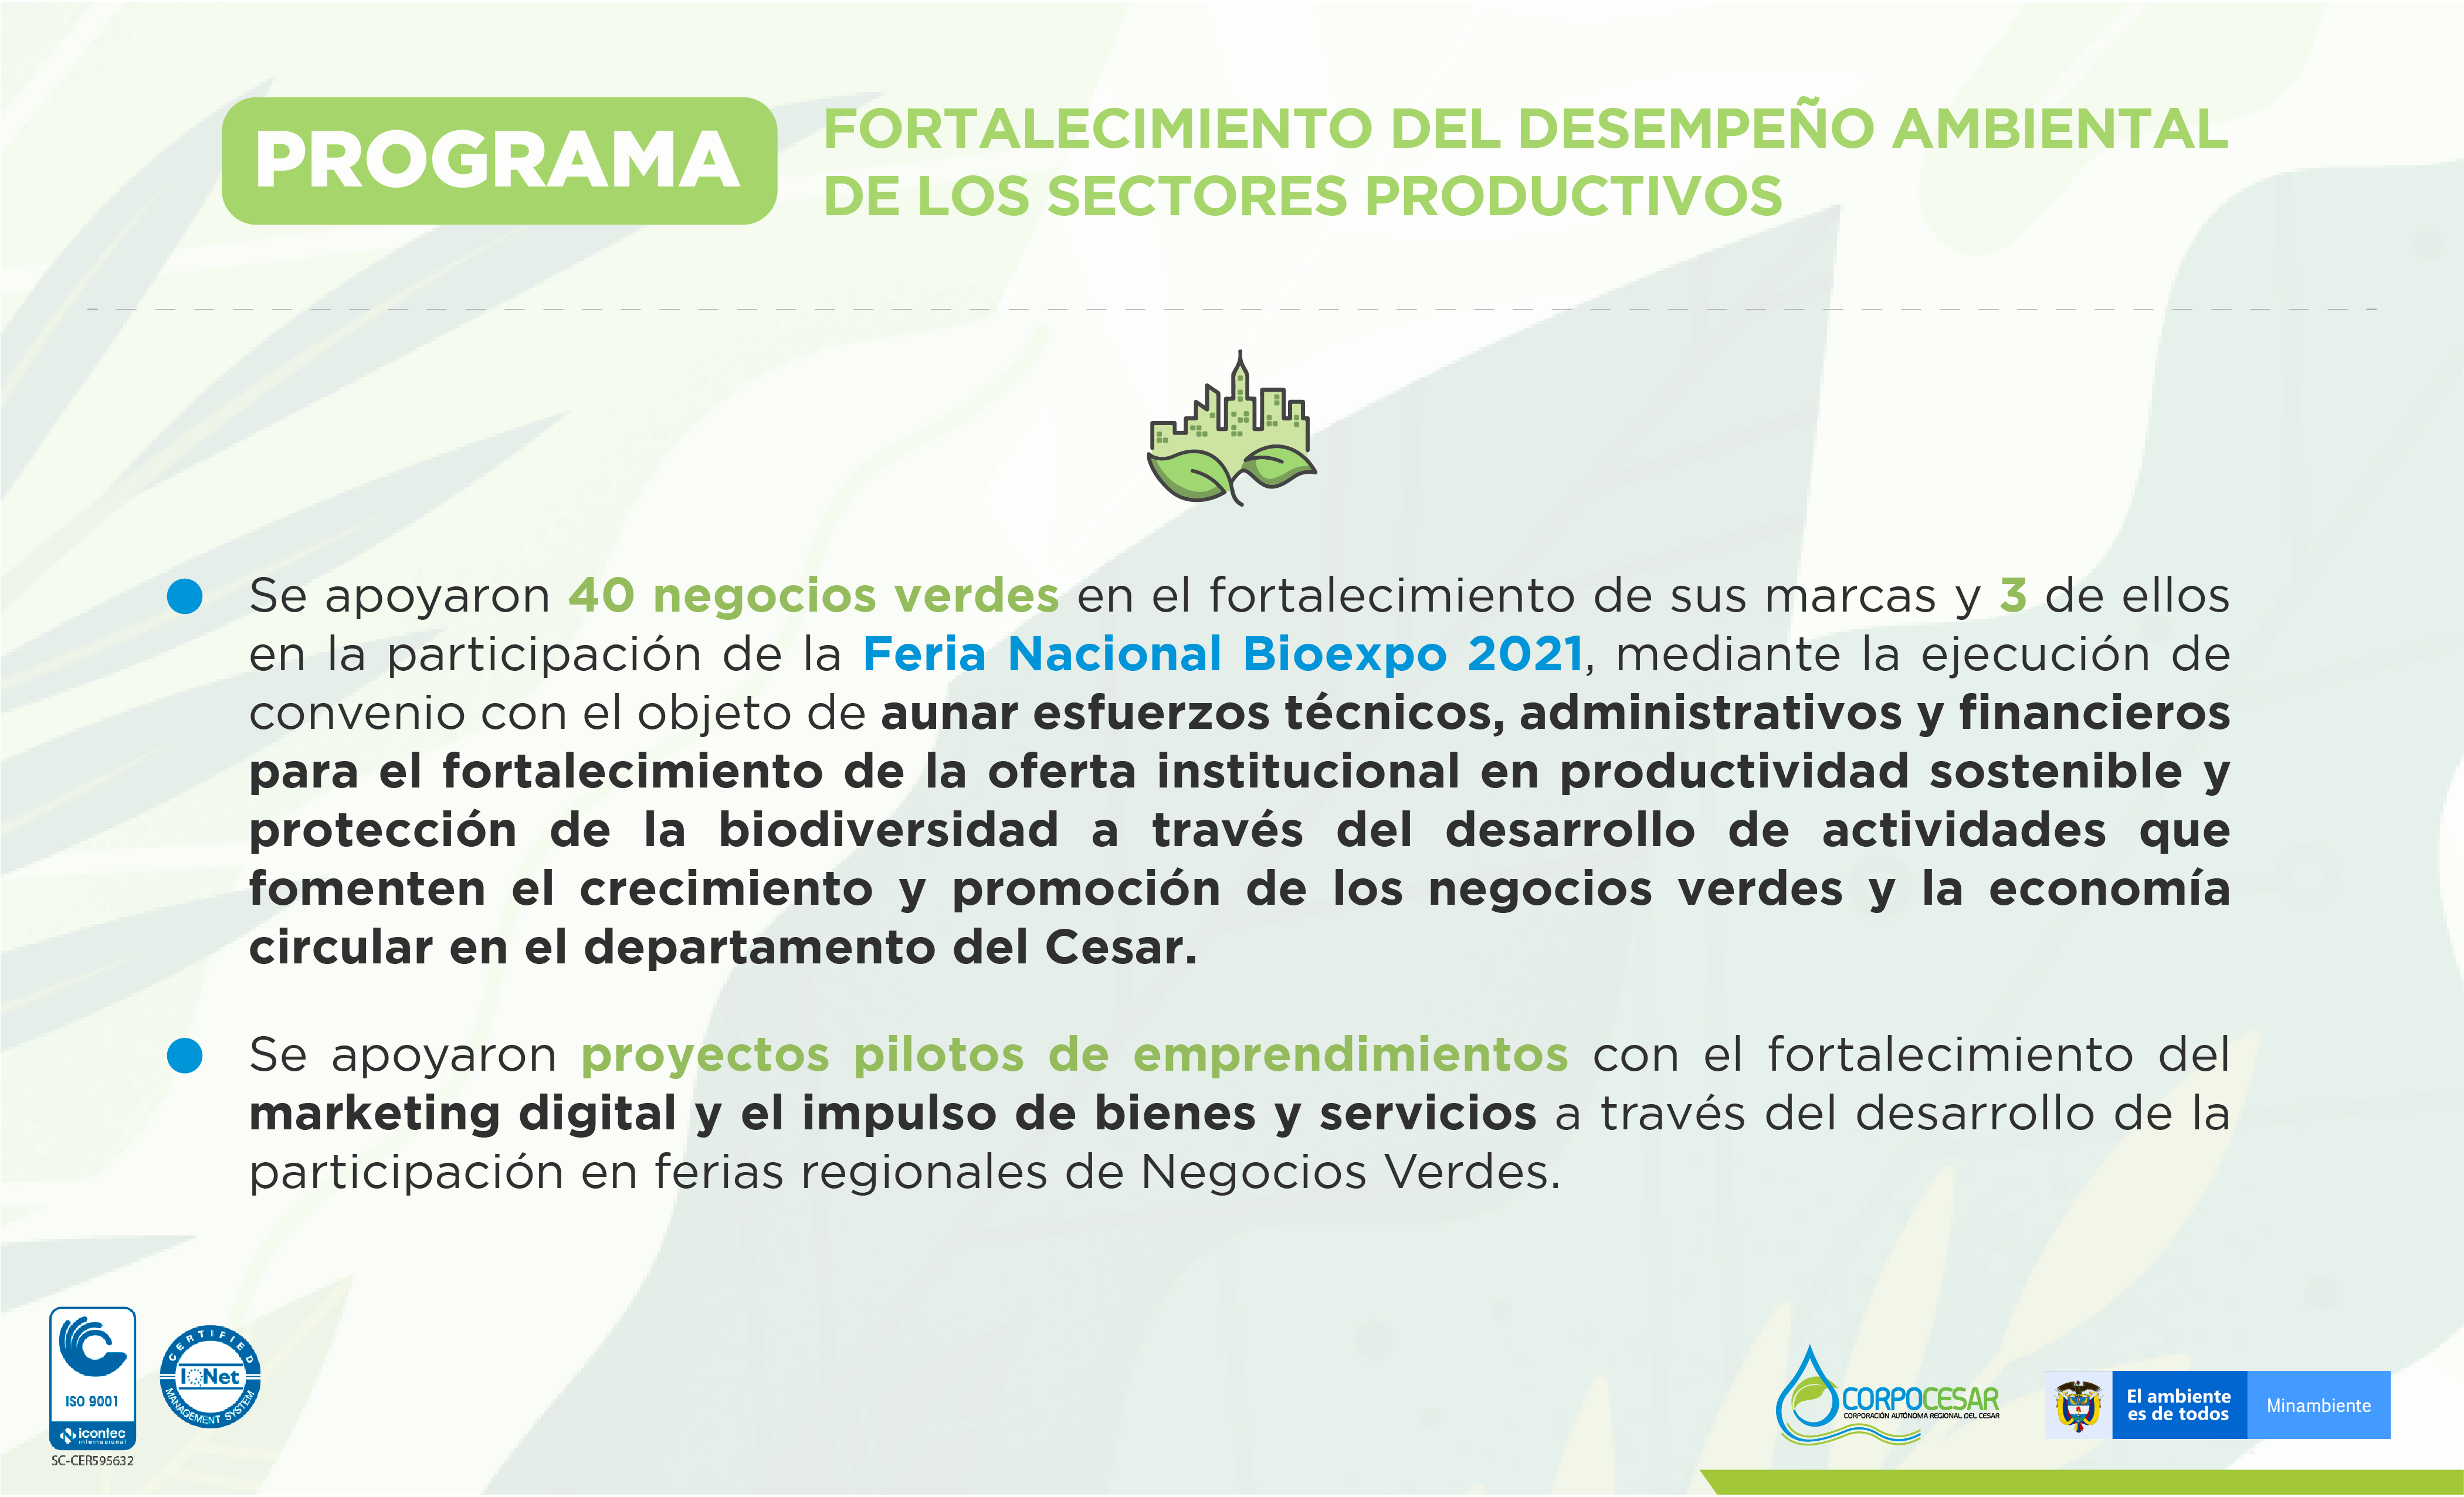 PROGRAMA
FORTALECIMIENTO DEL DESEMPEÑO AMBIENTAL
DE LOS SECTORES PRODUCTIVOS
Se apoyaron 40 negocios verdes en el fortalecimiento de sus marcas y 3 de ellos
en la participación de la Feria Nacional Bioexpo 2021, mediante la ejecución de
convenio con el objeto de aunar esfuerzos técnicos, administrativos y financieros
para el fortalecimiento de la oferta institucional en productividad sostenible y
protección de la biodiversidad a través del desarrollo de actividades que
fomenten el crecimiento y promoción de los negocios verdes y la economía
circular en el departamento del Cesar.
Se apoyaron proyectos pilotos de emprendimientos con el fortalecimiento del
marketing digital y el impulso de bienes y servicios a través del desarrollo de la
participación en ferias regionales de Negocios Verdes.
ISO 9001
icontec
internacional
SC-CER595632
CERTIFIED
IQNet
MANAGEMENT SYSTEM
CORPOCESAR
CORPORACIÓN AUTÓNOMA REGIONAL DEL CESAR
El ambiente
es de todos
Minambiente